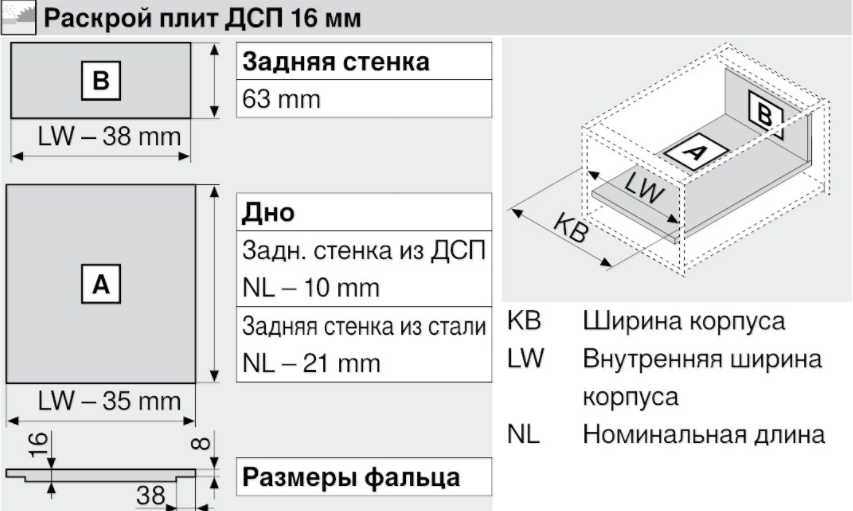 Раскрой плит ДСП 16 мм
B
LW – 38 mm
Задняя стенка
63 mm
A
LW – 35 mm
Дно
Задн. стенка из ДСП
NL – 10 mm
Задняя стенка из стали
NL – 21 mm
16
8
38
Размеры фальца
B
A
LW
KB
KB Ширина корпуса
LW Внутренняя ширина
корпуса
NL Номинальная длина